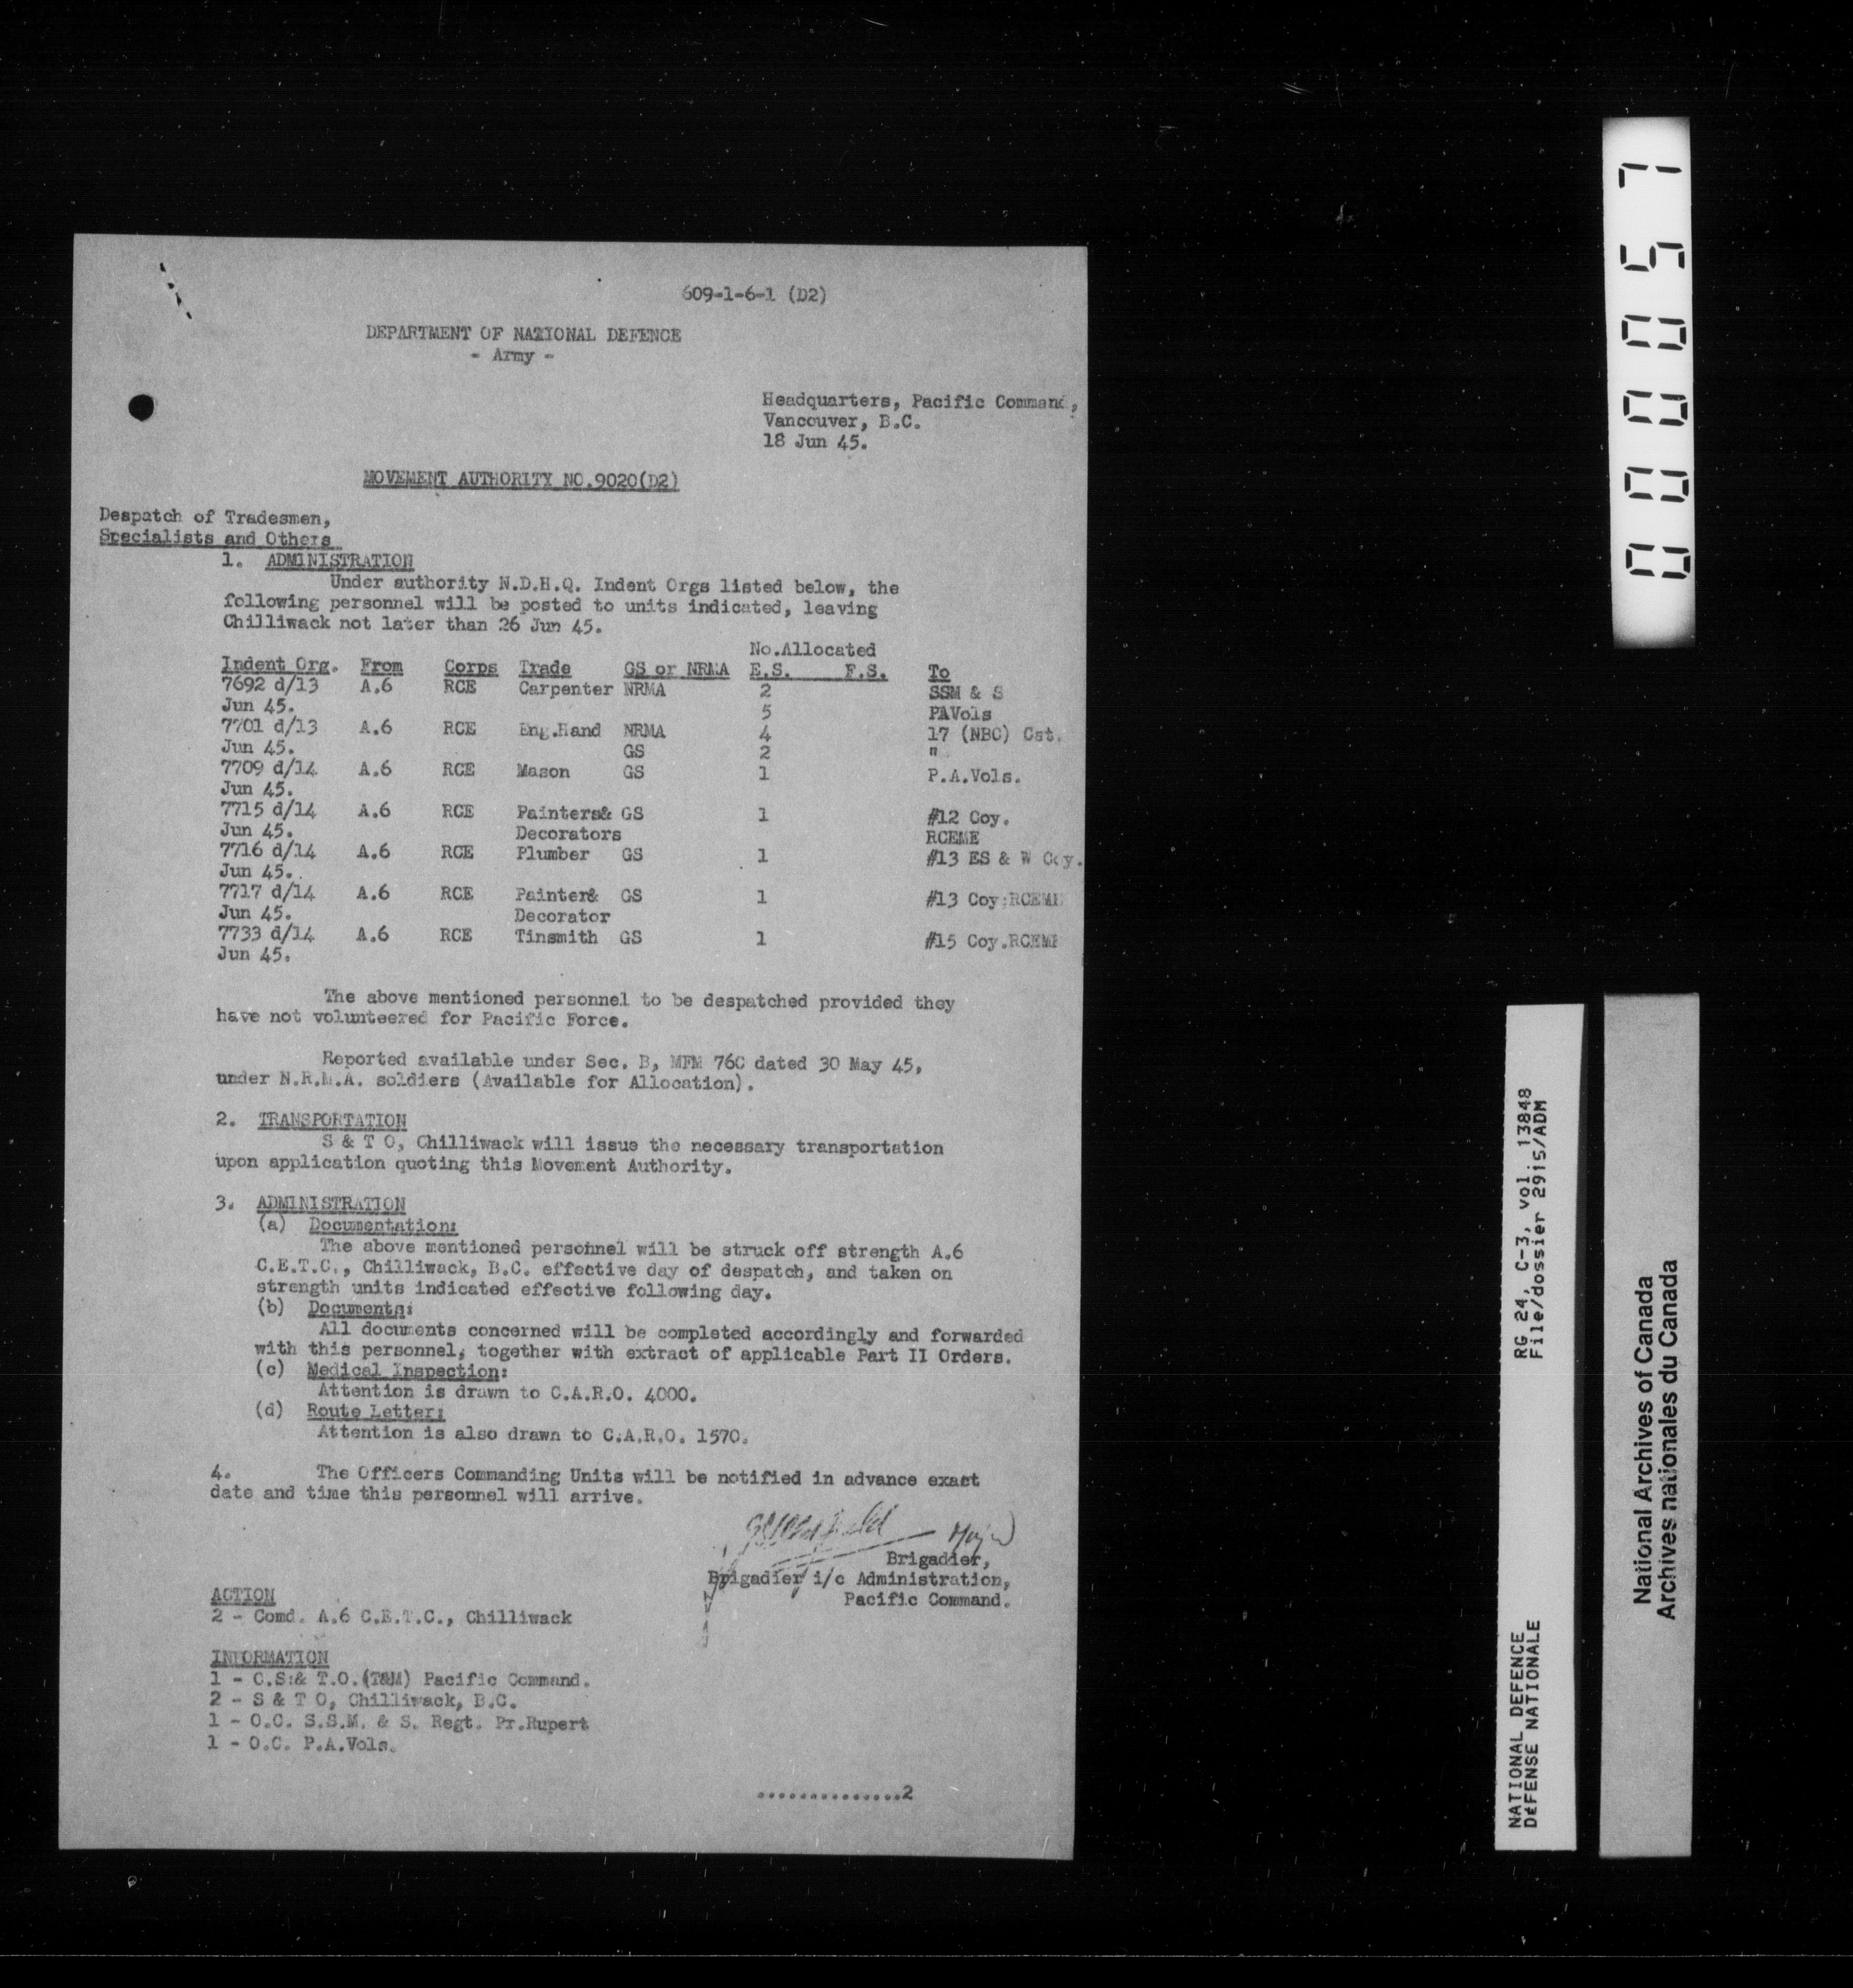 609-1-6-1 (D2)
DEPARTMENT OF NATIONAL DEFENCE
- Army -
Headquarters, Pacific Command,
Vancouver, B.C.
18 Jun 45.
MOVEMENT AUTHORITY NO.9020(D2)
Despatch of Tradesmen,
Specialists and Others
1. ADMINISTRATION
Under authority N.D.H.Q. Indent Orgs listed below, the
following personnel will be posted to units indicated, leaving
Chilliwack not later than 26 Jun 45.
No.Allocated
Indent Org. From Corps Trade GS or NRMA E.S. F.S. To
7692 d/13 A.6 RCE Carpenter NRMA 2 SSM & S
Jun 45. 5 PAVols
7701 d/13 A.6 RCE Eng.Hand NRMA 4 17 (NBC) Cst.
Jun 45. GS 2 "
7709 d/14 A.6 RCE Mason GS 1 P.A.Vols.
Jun 45.
7715 d/14 A.6 RCE Painters& GS 1 #12 Coy.
Jun 45. Decorators RCEME
7716 d/14 A.6 RCE Plumber GS 1 #13 ES & W Coy.
Jun 45.
7717 d/14 A.6 RCE Painter& GS 1 #13 Coy.RCEME
Jun 45. Decorator
7733 d/14 A.6 RCE Tinsmith GS 1 #15 Coy.RCEME
Jun 45.
The above mentioned personnel to be despatched provided they
have not volunteered for Pacific Force.
Reported available under Sec. B, MFM 76C dated 30 May 45,
under N.R.M.A. soldiers (Available for Allocation).
2. TRANSPORTATION
S & T O, Chilliwack will issue the necessary transportation
upon application quoting this Movement Authority.
3. ADMINISTRATION
(a) Documentation:
The above mentioned personnel will be struck off strength A.6
C.E.T.C., Chilliwack, B.C. effective day of despatch, and taken on
strength units indicated effective following day.
(b) Documents:
All documents concerned will be completed accordingly and forwarded
with this personnel, together with extract of applicable Part II Orders.
(c) Medical Inspection:
Attention is drawn to C.A.R.O. 4000.
(d) Route Letter:
Attention is also drawn to C.A.R.O. 1570.
4. The Officers Commanding Units will be notified in advance exact
date and time this personnel will arrive.
Major
Brigadier,
Brigadier i/c Administration,
Pacific Command.
ACTION
2 - Comd. A.6 C.E.T.C., Chilliwack
INFORMATION
1 - C.S.& T.O.(T&M) Pacific Command.
2 - S & T O, Chilliwack, B.C.
1 - O.C. S.S.M. & S. Regt. Pr.Rupert
1 - O.C. P.A.Vols.
..............2
000057
RG 24, C-3, vol. 13848
File/dossier 2915/ADM
NATIONAL DEFENCE
DÉFENSE NATIONALE
National Archives of Canada
Archives nationales du Canada